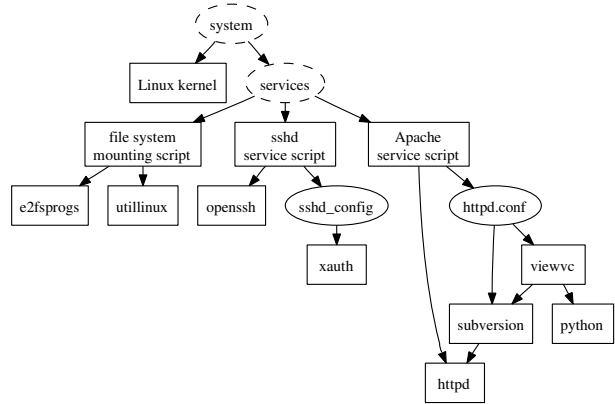 system
Linux kernel
services
file system
mounting script
sshd
service script
Apache
service script
e2fsprogs
utillinux
openssh
sshd_config
httpd.conf
xauth
viewvc
subversion
python
httpd